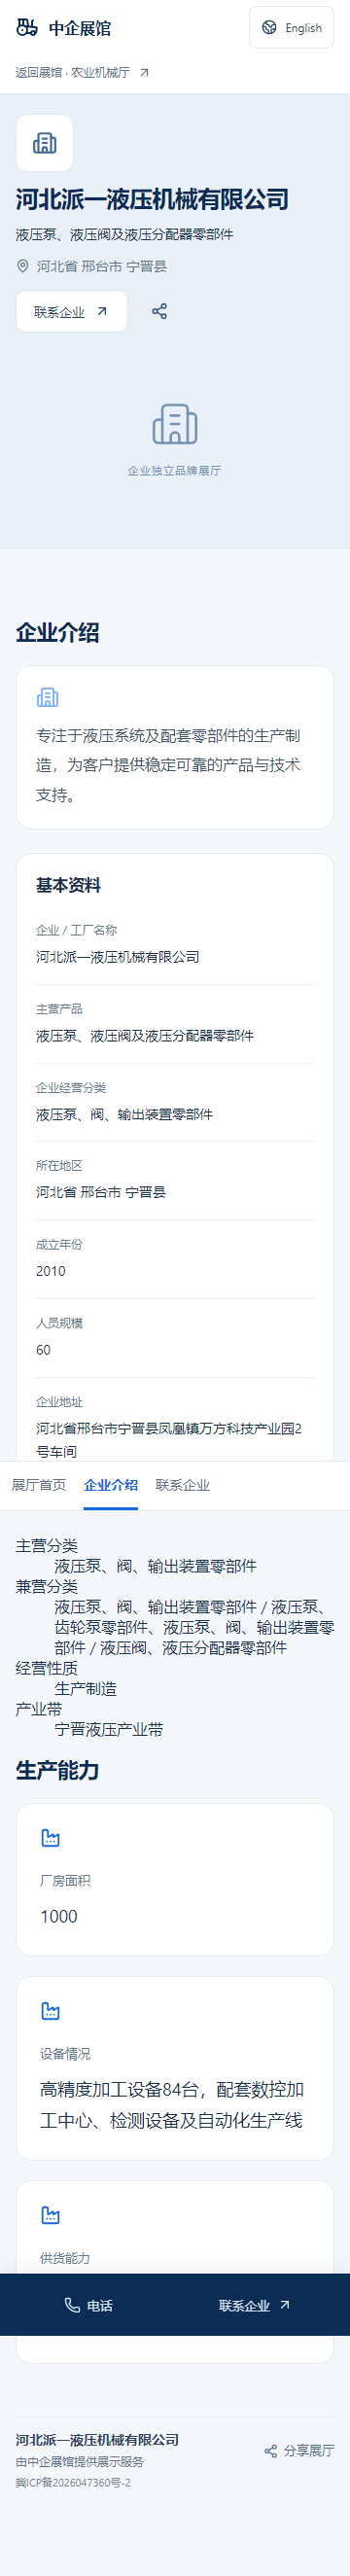 中企展馆
English
返回展馆 · 农业机械厅
河北派一液压机械有限公司
液压泵、液压阀及液压分配器零部件
河北省 邢台市 宁晋县
联系企业
企业独立品牌展厅
企业介绍
专注于液压系统及配套零部件的生产制
造，为客户提供稳定可靠的产品与技术
支持。
基本资料
企业 / 工厂名称
河北派一液压机械有限公司
主营产品
液压泵、液压阀及液压分配器零部件
企业经营分类
液压泵、阀、输出装置零部件
所在地区
河北省 邢台市 宁晋县
成立年份
2010
人员规模
60
企业地址
河北省邢台市宁晋县凤凰镇万方科技产业园2
号车间
展厅首页
企业介绍
联系企业
主营分类
液压泵、阀、输出装置零部件
兼营分类
液压泵、阀、输出装置零部件 / 液压泵、
齿轮泵零部件、液压泵、阀、输出装置零
部件 / 液压阀、液压分配器零部件
经营性质
生产制造
产业带
宁晋液压产业带
生产能力
厂房面积
1000
设备情况
高精度加工设备84台，配套数控加
工中心、检测设备及自动化生产线
供货能力
电话
联系企业
河北派一液压机械有限公司
由中企展馆提供展示服务
冀ICP备2026047360号-2
分享展厅